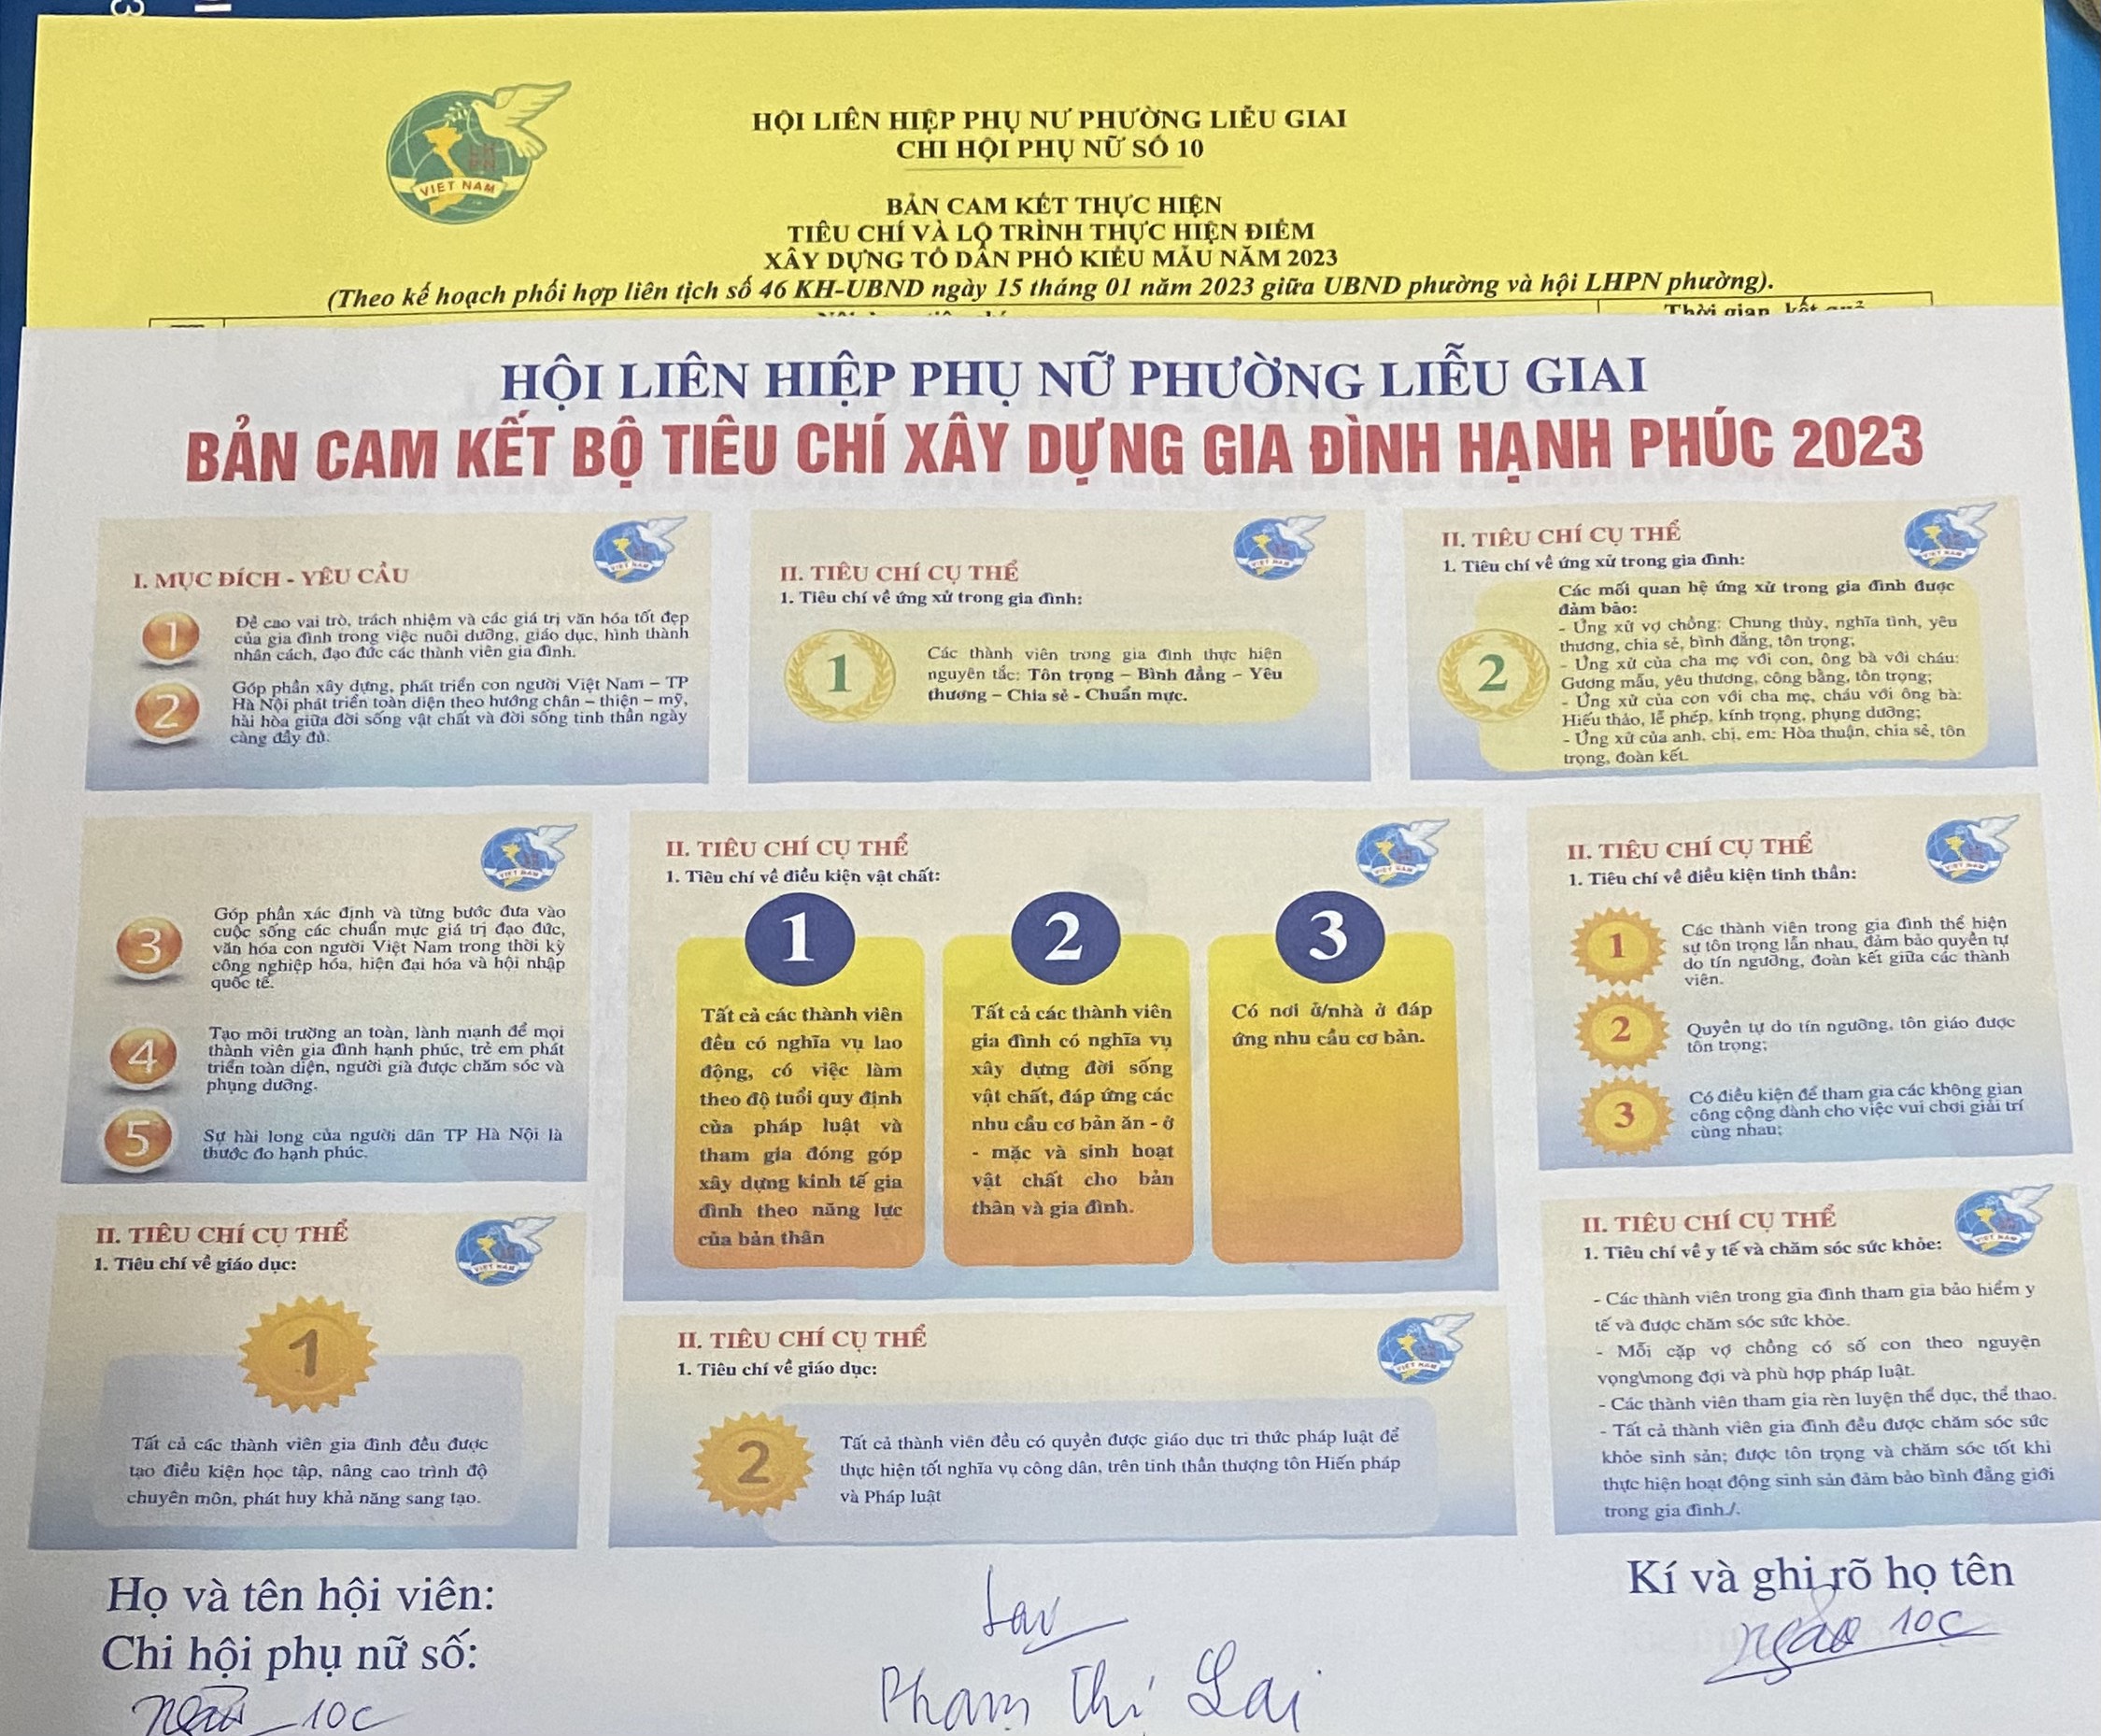 VIỆT NAM
HỘI LIÊN HIỆP PHỤ NƯ PHƯỜNG LIỄU GIAI
CHI HỘI PHỤ NỮ SỐ 10
BẢN CAM KẾT THỰC HIỆN
TIÊU CHÍ VÀ LỘ TRÌNH THỰC HIỆN ĐIỂM
XÂY DỰNG TỔ DÂN PHỐ KIỂU MẪU NĂM 2023
(Theo kế hoạch phối hợp liên tịch số 46 KH-UBND ngày 15 tháng 01 năm 2023 giữa UBND phường và hội LHPN phường).
Thời gian, kết quả
HỘI LIÊN HIỆP PHỤ NỮ PHƯỜNG LIỄU GIAI
BẢN CAM KẾT BỘ TIÊU CHÍ XÂY DỰNG GIA ĐÌNH HẠNH PHÚC 2023
I. MỤC ĐÍCH - YÊU CẦU
VIỆT NAM
1
Đề cao vai trò, trách nhiệm và các giá trị văn hóa tốt đẹp
của gia đình trong việc nuôi dưỡng, giáo dục, hình thành
nhân cách, đạo đức các thành viên gia đình.
2
Góp phần xây dựng, phát triển con người Việt Nam – TP
Hà Nội phát triển toàn diện theo hướng chân – thiện – mỹ,
hài hòa giữa đời sống vật chất và đời sống tinh thần ngày
càng đầy đủ.
II. TIÊU CHÍ CỤ THỂ
VIỆT NAM
1. Tiêu chí về ứng xử trong gia đình:
1
Các thành viên trong gia đình thực hiện
nguyên tắc: Tôn trọng – Bình đẳng – Yêu
thương – Chia sẻ - Chuẩn mực.
II. TIÊU CHÍ CỤ THỂ
VIỆT NAM
1. Tiêu chí về ứng xử trong gia đình:
2
Các mối quan hệ ứng xử trong gia đình được
đảm bảo:
- Ứng xử vợ chồng: Chung thủy, nghĩa tình, yêu
thương, chia sẻ, bình đẳng, tôn trọng;
- Ứng xử của cha mẹ với con, ông bà với cháu:
Gương mẫu, yêu thương, công bằng, tôn trọng;
- Ứng xử của con với cha mẹ, cháu với ông bà:
Hiếu thảo, lễ phép, kính trọng, phụng dưỡng;
- Ứng xử của anh, chị, em: Hòa thuận, chia sẻ, tôn
trọng, đoàn kết.
VIỆT NAM
3
Góp phần xác định và từng bước đưa vào
cuộc sống các chuẩn mực giá trị đạo đức,
văn hóa con người Việt Nam trong thời kỳ
công nghiệp hóa, hiện đại hóa và hội nhập
quốc tế.
4
Tạo môi trường an toàn, lành mạnh để mọi
thành viên gia đình hạnh phúc, trẻ em phát
triển toàn diện, người già được chăm sóc và
phụng dưỡng.
5
Sự hài long của người dân TP Hà Nội là
thước đo hạnh phúc.
II. TIÊU CHÍ CỤ THỂ
VIỆT NAM
1. Tiêu chí về điều kiện vật chất:
1
Tất cả các thành viên
đều có nghĩa vụ lao
động, có việc làm
theo độ tuổi quy định
của pháp luật và
tham gia đóng góp
xây dựng kinh tế gia
đình theo năng lực
của bản thân
2
Tất cả các thành viên
gia đình có nghĩa vụ
xây dựng đời sống
vật chất, đáp ứng các
nhu cầu cơ bản ăn - ở
- mặc và sinh hoạt
vật chất cho bản
thân và gia đình.
3
Có nơi ở/nhà ở đáp
ứng nhu cầu cơ bản.
II. TIÊU CHÍ CỤ THỂ
VIỆT NAM
1. Tiêu chí về điều kiện tinh thần:
1
Các thành viên trong gia đình thể hiện
sự tôn trọng lẫn nhau, đảm bảo quyền tự
do tín ngưỡng, đoàn kết giữa các thành
viên.
2
Quyền tự do tín ngưỡng, tôn giáo được
tôn trọng;
3
Có điều kiện để tham gia các không gian
công cộng dành cho việc vui chơi giải trí
cùng nhau;
II. TIÊU CHÍ CỤ THỂ
VIỆT NAM
1. Tiêu chí về giáo dục:
1
Tất cả các thành viên gia đình đều được
tạo điều kiện học tập, nâng cao trình độ
chuyên môn, phát huy khả năng sang tạo.
II. TIÊU CHÍ CỤ THỂ
VIỆT NAM
1. Tiêu chí về giáo dục:
2
Tất cả thành viên đều có quyền được giáo dục tri thức pháp luật để
thực hiện tốt nghĩa vụ công dân, trên tinh thần thượng tôn Hiến pháp
và Pháp luật
II. TIÊU CHÍ CỤ THỂ
VIỆT NAM
1. Tiêu chí về y tế và chăm sóc sức khỏe:
- Các thành viên trong gia đình tham gia bảo hiểm y
tế và được chăm sóc sức khỏe.
- Mỗi cặp vợ chồng có số con theo nguyện
vọng\mong đợi và phù hợp pháp luật.
- Các thành viên tham gia rèn luyện thể dục, thể thao.
- Tất cả thành viên gia đình đều được chăm sóc sức
khỏe sinh sản; được tôn trọng và chăm sóc tốt khi
thực hiện hoạt động sinh sản đảm bảo bình đẳng giới
trong gia đình./.
Họ và tên hội viên:
Chi hội phụ nữ số:
10C
Phạm Thị Lai
Kí và ghi rõ họ tên
10C